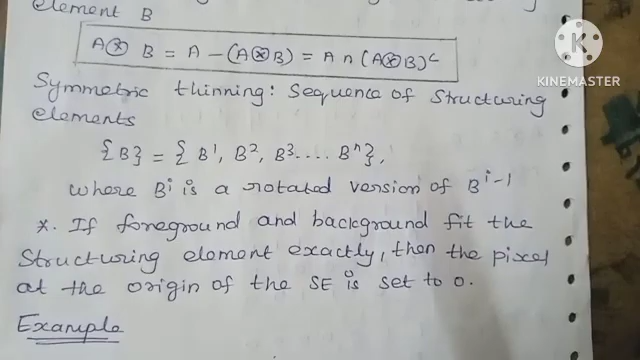 element B
A⊛ B = A - (A⊛B) = A ∩ (A⊛B)ᶜ
Symmetric thinning: Sequence of Structuring
elements
{B} = { B¹, B², B³.... Bⁿ},
where Bⁱ is a rotated version of Bⁱ⁻¹
*. If foreground and background fit the
Structuring element exactly, then the pixel
at the origin of the SE is set to 0.
Example
K
KINEMASTER